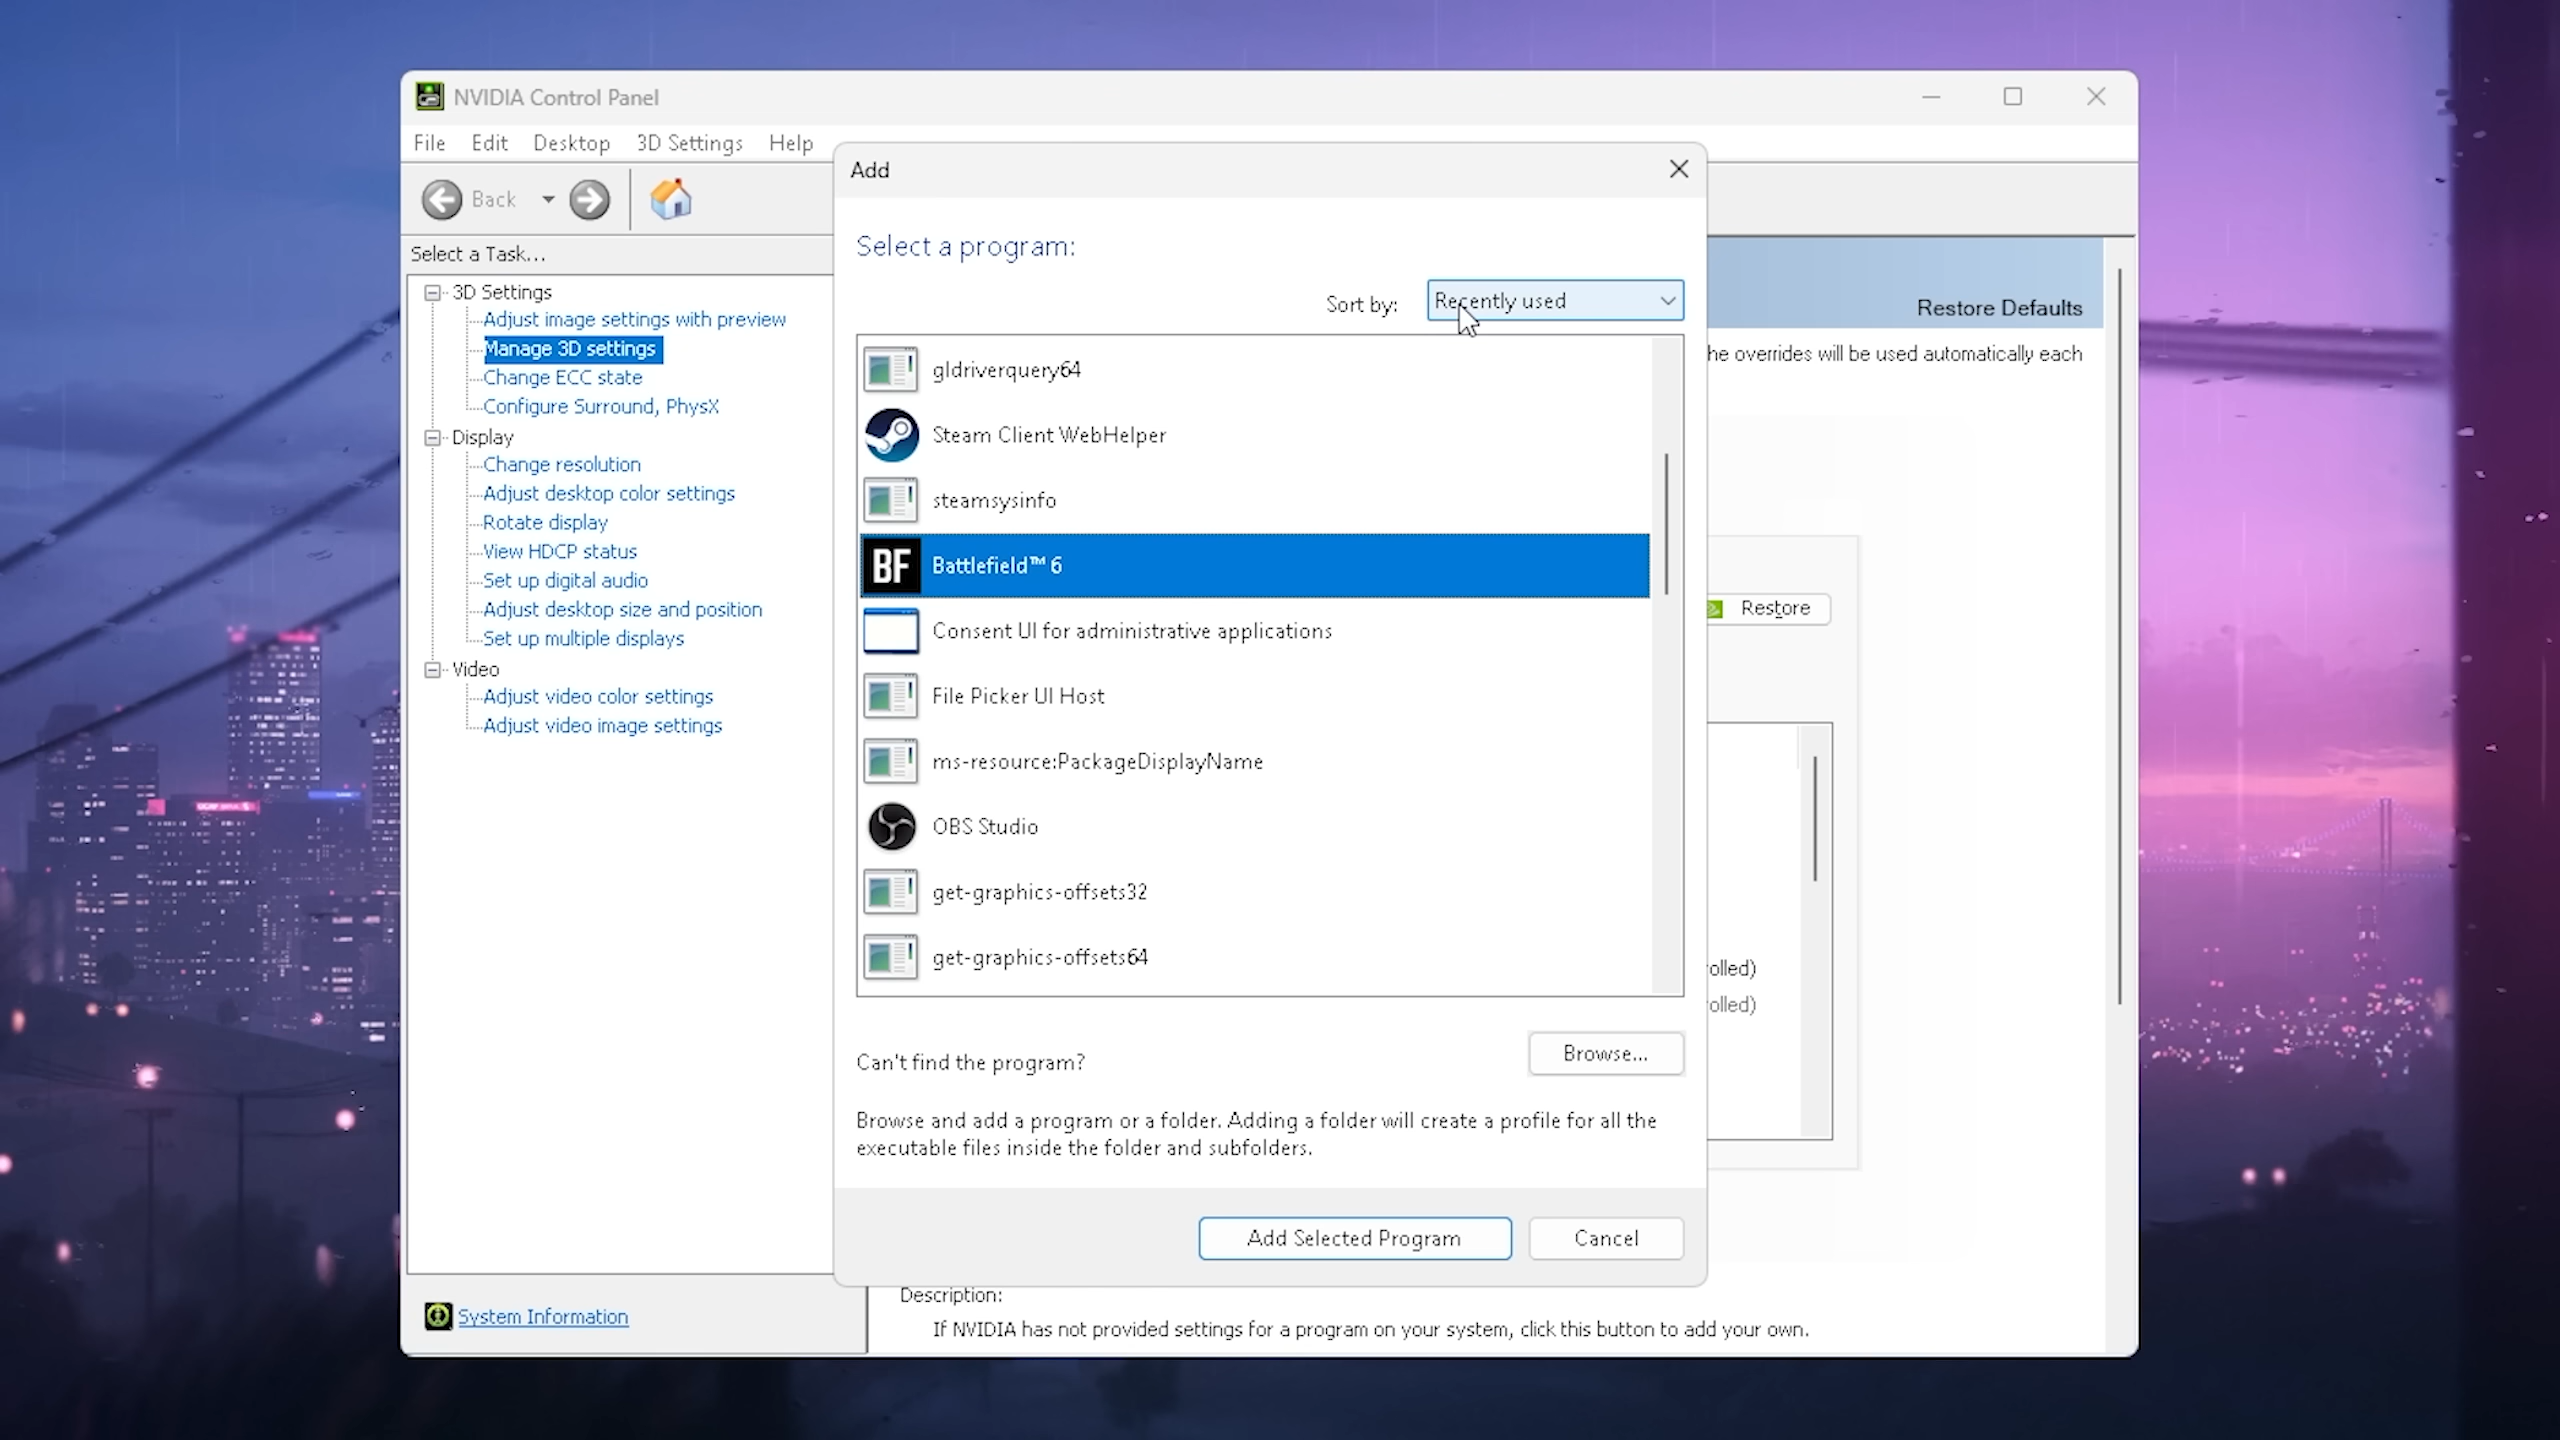 NVIDIA Control Panel
File Edit Desktop 3D Settings Help
Back
Select a Task...
3D Settings
Adjust image settings with preview
Manage 3D settings
Change ECC state
Configure Surround, PhysX
Display
Change resolution
Adjust desktop color settings
Rotate display
View HDCP status
Set up digital audio
Adjust desktop size and position
Set up multiple displays
Video
Adjust video color settings
Adjust video image settings
System Information
Add
Select a program:
Sort by: Recently used
gldriverquery64
Steam Client WebHelper
steamsysinfo
BF Battlefield™ 6
Consent UI for administrative applications
File Picker UI Host
ms-resource:PackageDisplayName
OBS Studio
get-graphics-offsets32
get-graphics-offsets64
Can't find the program?
Browse...
Browse and add a program or a folder. Adding a folder will create a profile for all the
executable files inside the folder and subfolders.
Add Selected Program Cancel
Restore Defaults
he overrides will be used automatically each
Restore
olled)
olled)
Description:
If NVIDIA has not provided settings for a program on your system, click this button to add your own.